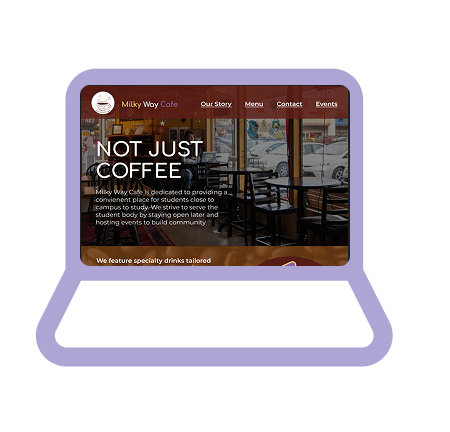 Milky Way Cafe
Our Story
Menu
Contact
Events
NOT JUST
COFFEE
Milky Way Cafe is dedicated to providing a
convienent place for students close to
campus to study. We strive to serve the
student body by staying open later and
hosting events to build community
We feature specialty drinks tailored